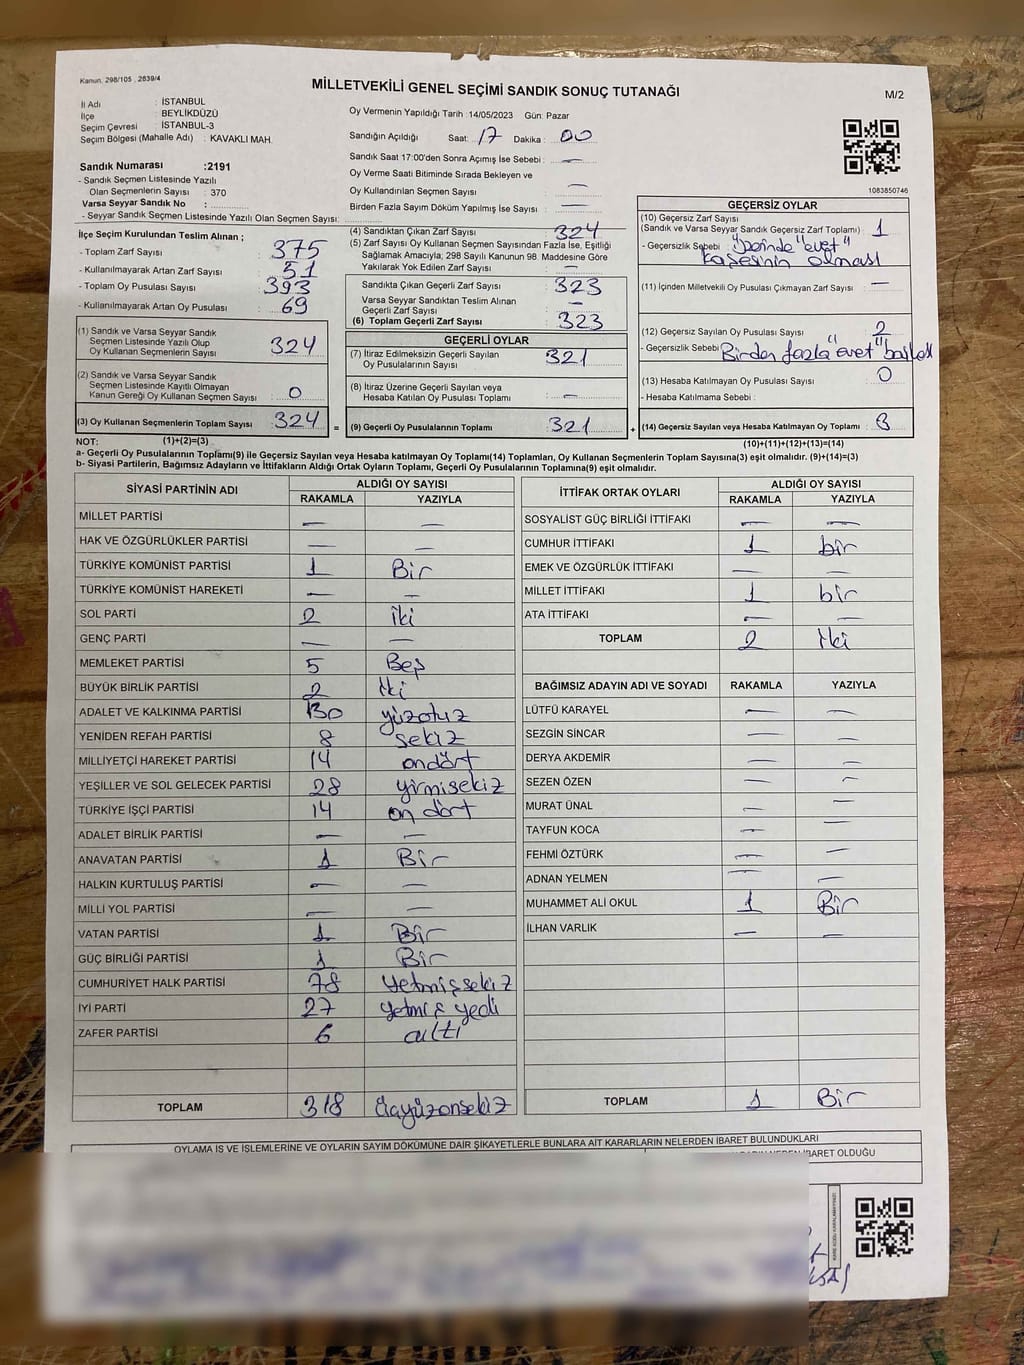 Kanun. 298/105 , 2839/4
MİLLETVEKİLİ GENEL SEÇİMİ SANDIK SONUÇ TUTANAĞI
M/2
İl Adı : İSTANBUL
İlçe : BEYLİKDÜZÜ
Seçim Çevresi : İSTANBUL-3
Seçim Bölgesi (Mahalle Adı) : KAVAKLI MAH.
Oy Vermenin Yapıldığı Tarih :14/05/2023 Gün: Pazar
Sandığın Açıldığı Saat: 17 Dakika : 00
Sandık Saat 17:00'den Sonra Açımış İse Sebebi : —
Oy Verme Saati Bitiminde Sırada Bekleyen ve
Oy Kullandırılan Seçmen Sayısı : —
Birden Fazla Sayım Döküm Yapılmış İse Sayısı : —
1083850746
Sandık Numarası :2191
- Sandık Seçmen Listesinde Yazılı
Olan Seçmenlerin Sayısı : 370
Varsa Seyyar Sandık No :
- Seyyar Sandık Seçmen Listesinde Yazılı Olan Seçmen Sayısı:
İlçe Seçim Kurulundan Teslim Alınan ;
- Toplam Zarf Sayısı : 375
- Kullanılmayarak Artan Zarf Sayısı : 51
- Toplam Oy Pusulası Sayısı : 393
- Kullanılmayarak Artan Oy Pusulası : 69
(1) Sandık ve Varsa Seyyar Sandık
Seçmen Listesinde Yazılı Olup
Oy Kullanan Seçmenlerin Sayısı : 324
(2) Sandık ve Varsa Seyyar Sandık
Seçmen Listesinde Kayıtlı Olmayan
Kanun Gereği Oy Kullanan Seçmen Sayısı : 0
(3) Oy Kullanan Seçmenlerin Toplam Sayısı : 324 =
(4) Sandıktan Çıkan Zarf Sayısı : 324
(5) Zarf Sayısı Oy Kullanan Seçmen Sayısından Fazla İse, Eşitliği
Sağlamak Amacıyla; 298 Sayılı Kanunun 98. Maddesine Göre
Yakılarak Yok Edilen Zarf Sayısı : —
Sandıkta Çıkan Geçerli Zarf Sayısı : 323
Varsa Seyyar Sandıktan Teslim Alınan
Geçerli Zarf Sayısı : —
(6) Toplam Geçerli Zarf Sayısı : 323
GEÇERLİ OYLAR
(7) İtiraz Edilmeksizin Geçerli Sayılan
Oy Pusulalarının Sayısı : 321
(8) İtiraz Üzerine Geçerli Sayılan veya
Hesaba Katılan Oy Pusulası Toplamı : —
(9) Geçerli Oy Pusulalarının Toplamı : 321 +
GEÇERSİZ OYLAR
(10) Geçersiz Zarf Sayısı
(Sandık ve Varsa Seyyar Sandık Geçersiz Zarf Toplamı) : 1
- Geçersizlik Sebebi : Üzerinde "evet"
kaşesinin olması
(11) İçinden Milletvekili Oy Pusulası Çıkmayan Zarf Sayısı : —
(12) Geçersiz Sayılan Oy Pusulası Sayısı : 2
- Geçersizlik Sebebi : Birden fazla "evet"
(13) Hesaba Katılmayan Oy Pusulası Sayısı : 0
- Hesaba Katılmama Sebebi :
(14) Geçersiz Sayılan veya Hesaba Katılmayan Oy Toplamı : 3
NOT: (1)+(2)=(3)
(10)+(11)+(12)+(13)=(14)
a- Geçerli Oy Pusulalarının Toplamı(9) ile Geçersiz Sayılan veya Hesaba katılmayan Oy Toplamı(14) Toplamları, Oy Kullanan Seçmenlerin Toplam Sayısına(3) eşit olmalıdır. (9)+(14)=(3)
b- Siyasi Partilerin, Bağımsız Adayların ve İttifakların Aldığı Ortak Oyların Toplamı, Geçerli Oy Pusulalarının Toplamına(9) eşit olmalıdır.
SİYASİ PARTİNİN ADI ALDIĞI OY SAYISI
RAKAMLA YAZIYLA
MİLLET PARTİSİ — —
HAK VE ÖZGÜRLÜKLER PARTİSİ — —
TÜRKİYE KOMÜNİST PARTİSİ 1 Bir
TÜRKİYE KOMÜNİST HAREKETİ — —
SOL PARTİ 2 iki
GENÇ PARTİ — —
MEMLEKET PARTİSİ 5 Beş
BÜYÜK BİRLİK PARTİSİ 2 iki
ADALET VE KALKINMA PARTİSİ 130 yüzotuz
YENİDEN REFAH PARTİSİ 8 sekiz
MİLLİYETÇİ HAREKET PARTİSİ 14 ondört
YEŞİLLER VE SOL GELECEK PARTİSİ 28 yirmisekiz
TÜRKİYE İŞÇİ PARTİSİ 14 on dört
ADALET BİRLİK PARTİSİ — —
ANAVATAN PARTİSİ 1 Bir
HALKIN KURTULUŞ PARTİSİ — —
MİLLİ YOL PARTİSİ — —
VATAN PARTİSİ 1 Bir
GÜÇ BİRLİĞİ PARTİSİ 1 Bir
CUMHURİYET HALK PARTİSİ 78 Yetmişsekiz
İYİ PARTİ 27 yetmiş yedi
ZAFER PARTİSİ 6 altı
TOPLAM 318 üçyüzonsekiz
İTTİFAK ORTAK OYLARI ALDIĞI OY SAYISI
RAKAMLA YAZIYLA
SOSYALİST GÜÇ BİRLİĞİ İTTİFAKI — —
CUMHUR İTTİFAKI 1 bir
EMEK VE ÖZGÜRLÜK İTTİFAKI — —
MİLLET İTTİFAKI 1 bir
ATA İTTİFAKI — —
TOPLAM 2 iki
BAĞIMSIZ ADAYIN ADI VE SOYADI RAKAMLA YAZIYLA
LÜTFÜ KARAYEL — —
SEZGİN SİNCAR — —
DERYA AKDEMİR — —
SEZEN ÖZEN — —
MURAT ÜNAL — —
TAYFUN KOCA — —
FEHMİ ÖZTÜRK — —
ADNAN YELMEN — —
MUHAMMET ALİ OKUL 1 Bir
İLHAN VARLIK — —
TOPLAM 1 Bir
OYLAMA İŞ VE İŞLEMLERİNE VE OYLARIN SAYIM DÖKÜMÜNE DAİR ŞİKAYETLERLE BUNLARA AİT KARARLARIN NELERDEN İBARET BULUNDUKLARI
İBARET OLDUĞU